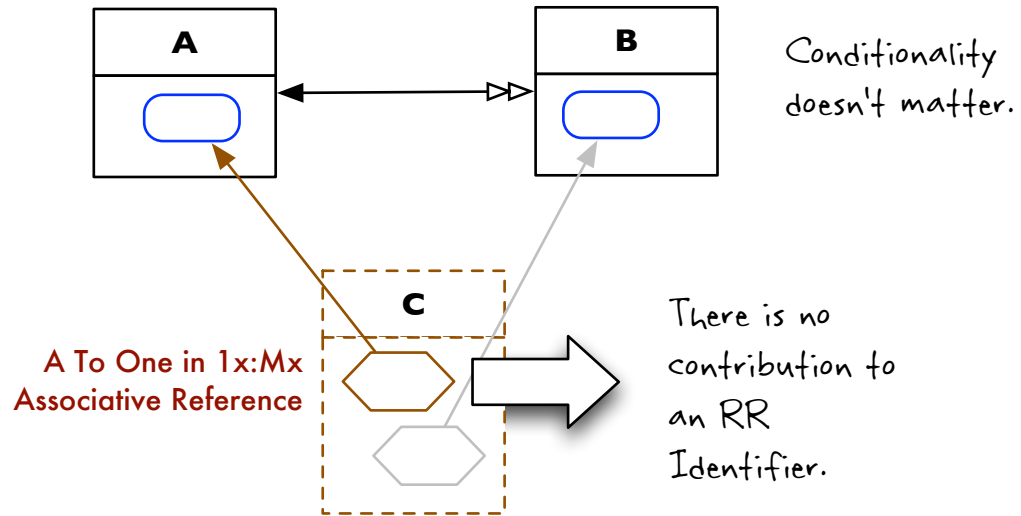 A
B
Conditionality
doesn't matter.
C
A To One in 1x:Mx
Associative Reference
There is no
contribution to
an RR
Identifier.